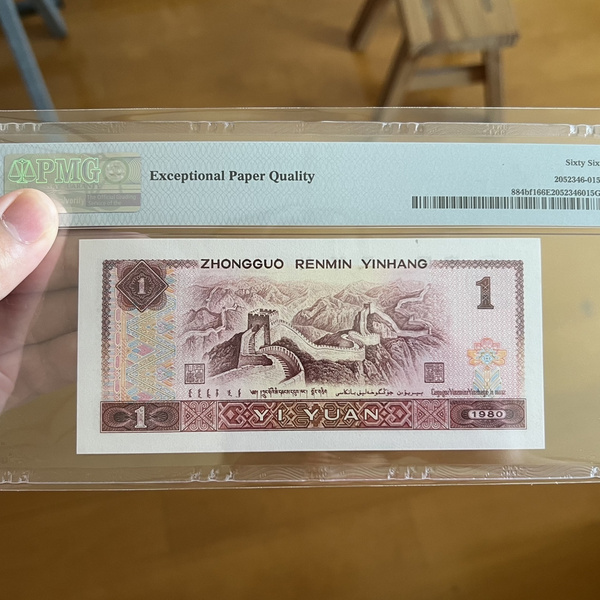 PMG
Exceptional Paper Quality
Sixty Six
2052346-015
884bf166E2052346015G
ZHONGGUO RENMIN YINHANG
1
1
1
YI YUAN
1980